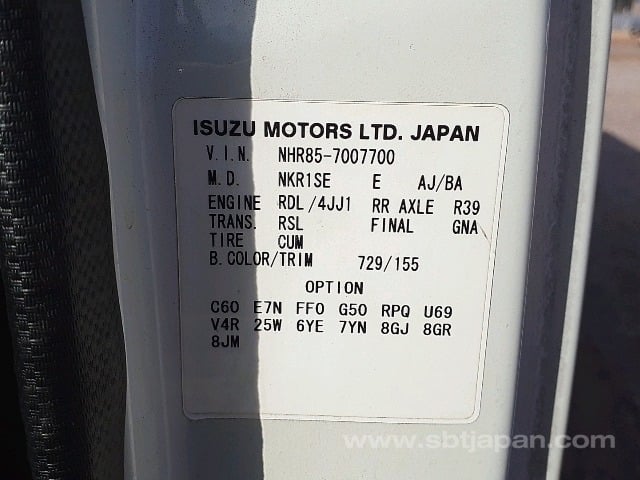 ISUZU MOTORS LTD. JAPAN
V.I.N. NHR85-7007700
M.D. NKR1SE E AJ/BA
ENGINE RDL/4JJ1 RR AXLE R39
TRANS. RSL FINAL GNA
TIRE CUM
B.COLOR/TRIM 729/155
OPTION
C60 E7N FF0 G50 RPQ U69
V4R 25W 6YE 7YN 8GJ 8GR
8JM
www.sbtjapan.com